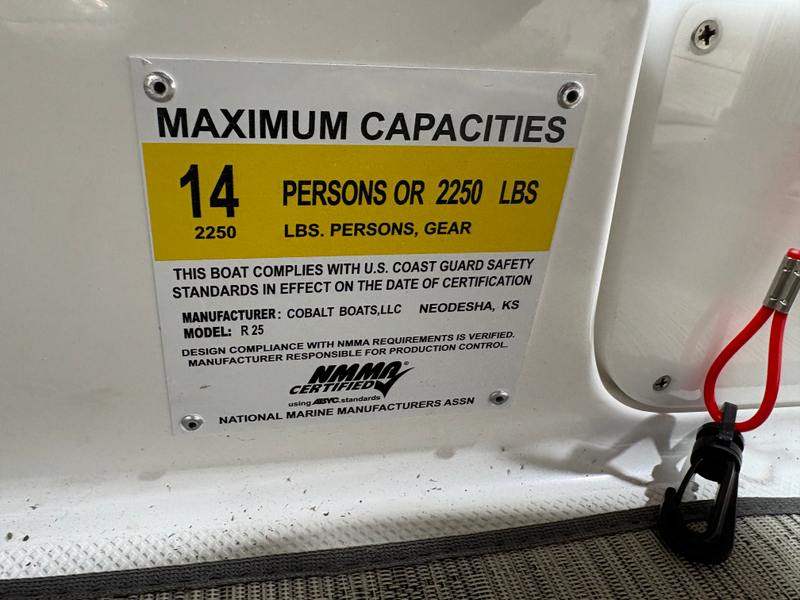 MAXIMUM CAPACITIES
14 PERSONS OR 2250 LBS
2250 LBS. PERSONS, GEAR
THIS BOAT COMPLIES WITH U.S. COAST GUARD SAFETY
STANDARDS IN EFFECT ON THE DATE OF CERTIFICATION
MANUFACTURER: COBALT BOATS,LLC NEODESHA, KS
MODEL: R 25
DESIGN COMPLIANCE WITH NMMA REQUIREMENTS IS VERIFIED.
MANUFACTURER RESPONSIBLE FOR PRODUCTION CONTROL.
NMMA®
CERTIFIED
using ABYC standards
NATIONAL MARINE MANUFACTURERS ASSN